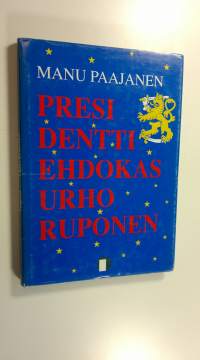 MANU PAAJANEN
PRESI
DENTTI
EHDOKAS
URHO
RUPONEN